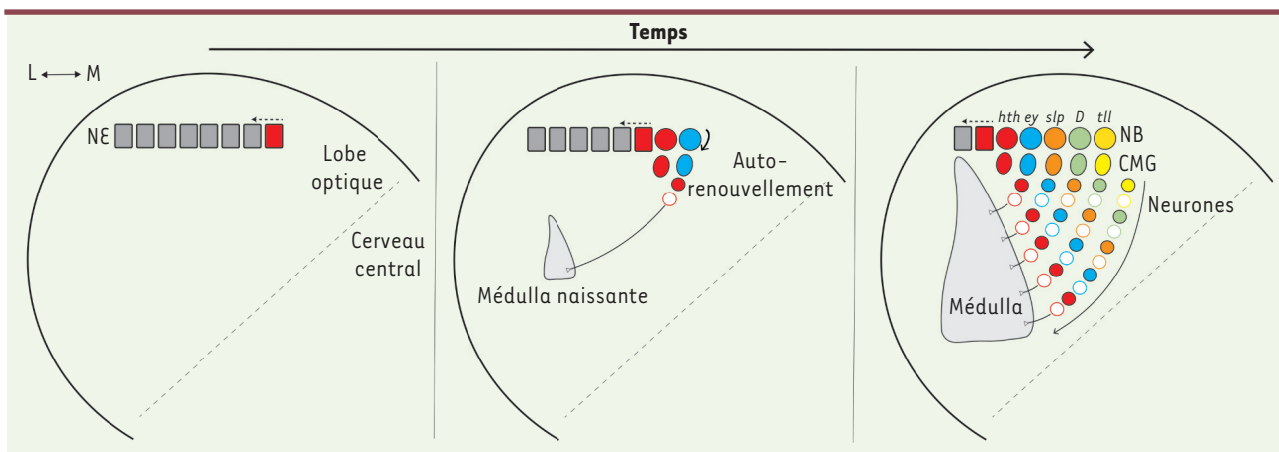 Temps
L M
NE
Lobe
optique
Cerveau
central
Auto-
renouvellement
Médulla naissante
hth ey slp D tll
NB
CMG
Neurones
Médulla